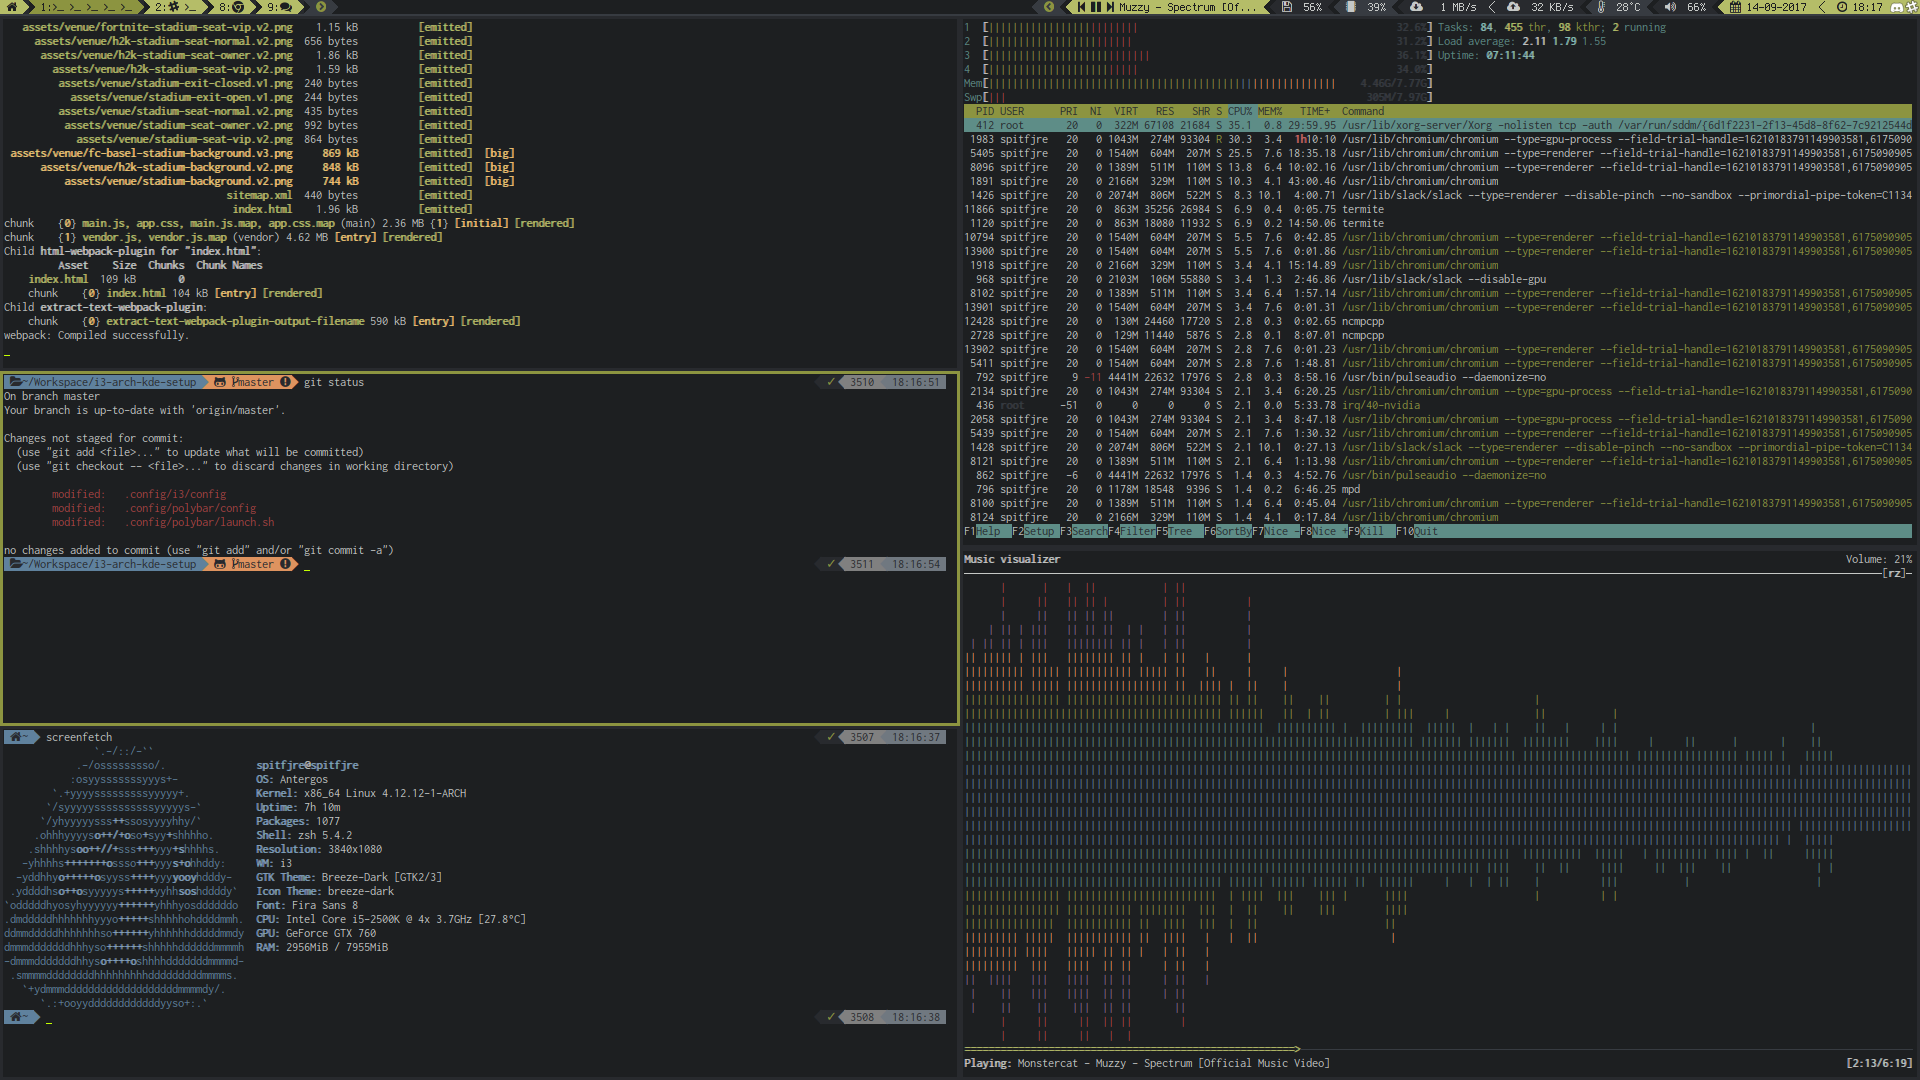 1:>_ >_ >_ >_ >_ 2: >_ 8: 9: Muzzy - Spectrum [Of... 56% 39% 1 MB/s 32 KB/s 28°C 66% 14-09-2017 18:17
assets/venue/fortnite-stadium-seat-vip.v2.png 1.15 kB [emitted]
assets/venue/h2k-stadium-seat-normal.v2.png 656 bytes [emitted]
assets/venue/h2k-stadium-seat-owner.v2.png 1.86 kB [emitted]
assets/venue/h2k-stadium-seat-vip.v2.png 1.59 kB [emitted]
assets/venue/stadium-exit-closed.v1.png 240 bytes [emitted]
assets/venue/stadium-exit-open.v1.png 244 bytes [emitted]
assets/venue/stadium-seat-normal.v2.png 435 bytes [emitted]
assets/venue/stadium-seat-owner.v2.png 992 bytes [emitted]
assets/venue/stadium-seat-vip.v2.png 864 bytes [emitted]
assets/venue/fc-basel-stadium-background.v3.png 869 kB [emitted] [big]
assets/venue/h2k-stadium-background.v2.png 848 kB [emitted] [big]
assets/venue/stadium-background.v2.png 744 kB [emitted] [big]
sitemap.xml 440 bytes [emitted]
index.html 1.96 kB [emitted]
chunk {0} main.js, app.css, main.js.map, app.css.map (main) 2.36 MB {1} [initial] [rendered]
chunk {1} vendor.js, vendor.js.map (vendor) 4.62 MB [entry] [rendered]
Child html-webpack-plugin for "index.html":
Asset Size Chunks Chunk Names
index.html 109 kB 0
chunk {0} index.html 104 kB [entry] [rendered]
Child extract-text-webpack-plugin:
chunk {0} extract-text-webpack-plugin-output-filename 590 kB [entry] [rendered]
webpack: Compiled successfully.
~/Workspace/i3-arch-kde-setup master git status ✓ 3510 18:16:51
On branch master
Your branch is up-to-date with 'origin/master'.
Changes not staged for commit:
(use "git add <file>..." to update what will be committed)
(use "git checkout -- <file>..." to discard changes in working directory)
modified: .config/i3/config
modified: .config/polybar/config
modified: .config/polybar/launch.sh
no changes added to commit (use "git add" and/or "git commit -a")
~/Workspace/i3-arch-kde-setup master ✓ 3511 18:16:54
~ screenfetch ✓ 3507 18:16:37
spitfjre@spitfjre
OS: Antergos
Kernel: x86_64 Linux 4.12.12-1-ARCH
Uptime: 7h 10m
Packages: 1077
Shell: zsh 5.4.2
Resolution: 3840x1080
WM: i3
GTK Theme: Breeze-Dark [GTK2/3]
Icon Theme: breeze-dark
Font: Fira Sans 8
CPU: Intel Core i5-2500K @ 4x 3.7GHz [27.8°C]
GPU: GeForce GTX 760
RAM: 2956MiB / 7955MiB
~ ✓ 3508 18:16:38
1 [ 32.6%] Tasks: 84, 455 thr, 98 kthr; 2 running
2 [ 31.2%] Load average: 2.11 1.79 1.55
3 [ 36.1%] Uptime: 07:11:44
4 [ 34.0%]
Mem[ 4.46G/7.77G]
Swp[ 305M/7.97G]
PID USER PRI NI VIRT RES SHR S CPU% MEM% TIME+ Command
412 root 20 0 322M 67108 21684 S 35.1 0.8 29:59.95 /usr/lib/xorg-server/Xorg -nolisten tcp -auth /var/run/sddm/{6d1f2231-2f13-45d8-8f62-7c9212544d
1983 spitfjre 20 0 1043M 274M 93304 R 30.3 3.4 1h10:10 /usr/lib/chromium/chromium --type=gpu-process --field-trial-handle=16210183791149903581,6175090
5405 spitfjre 20 0 1540M 604M 207M S 25.5 7.6 18:35.18 /usr/lib/chromium/chromium --type=renderer --field-trial-handle=16210183791149903581,6175090905
8096 spitfjre 20 0 1389M 511M 110M S 13.8 6.4 10:02.16 /usr/lib/chromium/chromium --type=renderer --field-trial-handle=16210183791149903581,6175090905
1891 spitfjre 20 0 2166M 329M 110M S 10.3 4.1 43:00.46 /usr/lib/chromium/chromium
1426 spitfjre 20 0 2074M 806M 522M S 8.3 10.1 4:00.71 /usr/lib/slack/slack --type=renderer --disable-pinch --no-sandbox --primordial-pipe-token=C1134
11866 spitfjre 20 0 863M 35256 26984 S 6.9 0.4 0:05.75 termite
1120 spitfjre 20 0 863M 18080 11932 S 6.9 0.2 14:50.06 termite
10794 spitfjre 20 0 1540M 604M 207M S 5.5 7.6 0:42.85 /usr/lib/chromium/chromium --type=renderer --field-trial-handle=16210183791149903581,6175090905
13900 spitfjre 20 0 1540M 604M 207M S 5.5 7.6 0:01.86 /usr/lib/chromium/chromium --type=renderer --field-trial-handle=16210183791149903581,6175090905
1918 spitfjre 20 0 2166M 329M 110M S 3.4 4.1 15:14.89 /usr/lib/chromium/chromium
968 spitfjre 20 0 2103M 106M 55880 S 3.4 1.3 2:46.86 /usr/lib/slack/slack --disable-gpu
8102 spitfjre 20 0 1389M 511M 110M S 3.4 6.4 1:57.14 /usr/lib/chromium/chromium --type=renderer --field-trial-handle=16210183791149903581,6175090905
13901 spitfjre 20 0 1540M 604M 207M S 3.4 7.6 0:01.31 /usr/lib/chromium/chromium --type=renderer --field-trial-handle=16210183791149903581,6175090905
12428 spitfjre 20 0 130M 24460 17720 S 2.8 0.3 0:02.65 ncmpcpp
2728 spitfjre 20 0 129M 11440 5876 S 2.8 0.1 8:07.01 ncmpcpp
13902 spitfjre 20 0 1540M 604M 207M S 2.8 7.6 0:01.23 /usr/lib/chromium/chromium --type=renderer --field-trial-handle=16210183791149903581,6175090905
5411 spitfjre 20 0 1540M 604M 207M S 2.8 7.6 1:48.81 /usr/lib/chromium/chromium --type=renderer --field-trial-handle=16210183791149903581,6175090905
792 spitfjre 9 -11 4441M 22632 17976 S 2.8 0.3 8:58.16 /usr/bin/pulseaudio --daemonize=no
2134 spitfjre 20 0 1043M 274M 93304 S 2.1 3.4 6:20.25 /usr/lib/chromium/chromium --type=gpu-process --field-trial-handle=16210183791149903581,6175090
436 root -51 0 0 0 0 S 2.1 0.0 5:33.78 irq/40-nvidia
2058 spitfjre 20 0 1043M 274M 93304 S 2.1 3.4 8:47.18 /usr/lib/chromium/chromium --type=gpu-process --field-trial-handle=16210183791149903581,6175090
5439 spitfjre 20 0 1540M 604M 207M S 2.1 7.6 1:30.32 /usr/lib/chromium/chromium --type=renderer --field-trial-handle=16210183791149903581,6175090905
1428 spitfjre 20 0 2074M 806M 522M S 2.1 10.1 0:27.13 /usr/lib/slack/slack --type=renderer --disable-pinch --no-sandbox --primordial-pipe-token=C1134
8121 spitfjre 20 0 1389M 511M 110M S 2.1 6.4 1:13.98 /usr/lib/chromium/chromium --type=renderer --field-trial-handle=16210183791149903581,6175090905
862 spitfjre -6 0 4441M 22632 17976 S 1.4 0.3 4:52.76 /usr/bin/pulseaudio --daemonize=no
796 spitfjre 20 0 1178M 18548 9396 S 1.4 0.2 6:46.25 mpd
8100 spitfjre 20 0 1389M 511M 110M S 1.4 6.4 0:45.04 /usr/lib/chromium/chromium --type=renderer --field-trial-handle=16210183791149903581,6175090905
8124 spitfjre 20 0 2166M 329M 110M S 1.4 4.1 0:17.84 /usr/lib/chromium/chromium
F1Help F2Setup F3SearchF4FilterF5Tree F6SortByF7Nice -F8Nice +F9Kill F10Quit
Music visualizer Volume: 21%
[rz]
Playing: Monstercat - Muzzy - Spectrum [Official Music Video] [2:13/6:19]